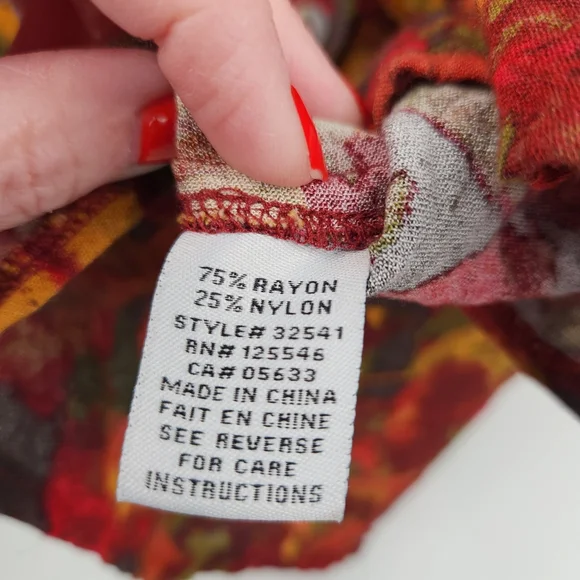 75% RAYON
25% NYLON
STYLE# 32541
RN# 125546
CA# 05633
MADE IN CHINA
FAIT EN CHINE
SEE REVERSE
FOR CARE
INSTRUCTIONS